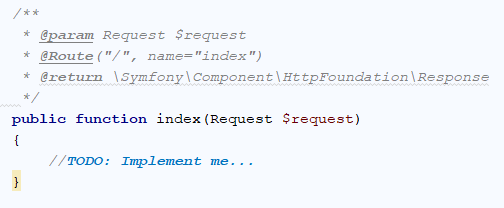 /**
* @param Request $request
* @Route("/", name="index")
* @return \Symfony\Component\HttpFoundation\Response
*/
public function index(Request $request)
{
//TODO: Implement me...
}